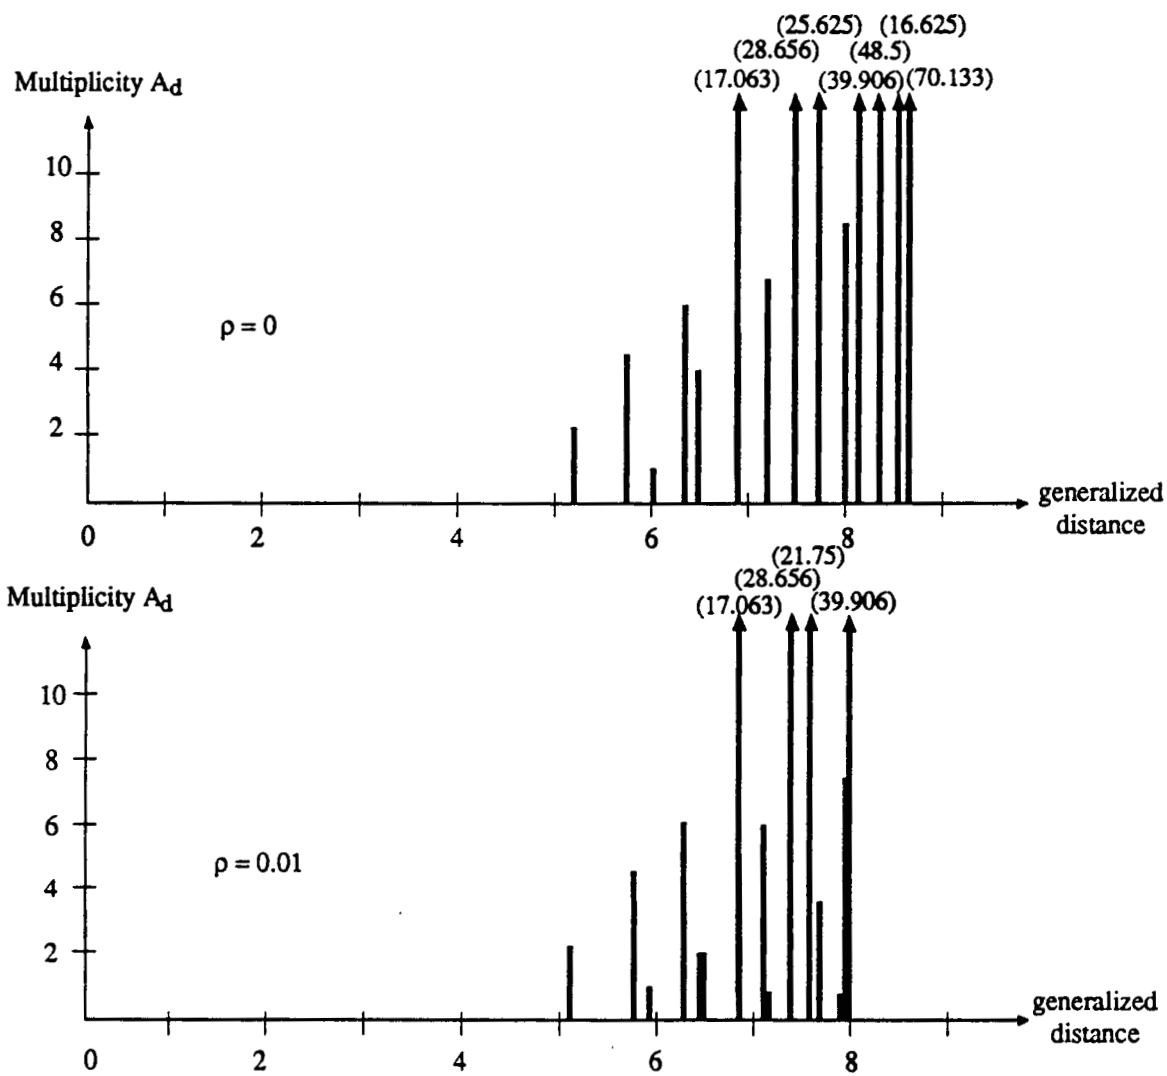 (25.625) (16.625)
(28.656) (48.5)
(17.063) (39.906) (70.133)
Multiplicity Ad
10
8
6
4
2
ρ = 0
0 2 4 6 8
generalized
distance
(21.75)
(28.656)
(17.063) (39.906)
Multiplicity Ad
10
8
6
4
2
ρ = 0.01
0 2 4 6 8
generalized
distance